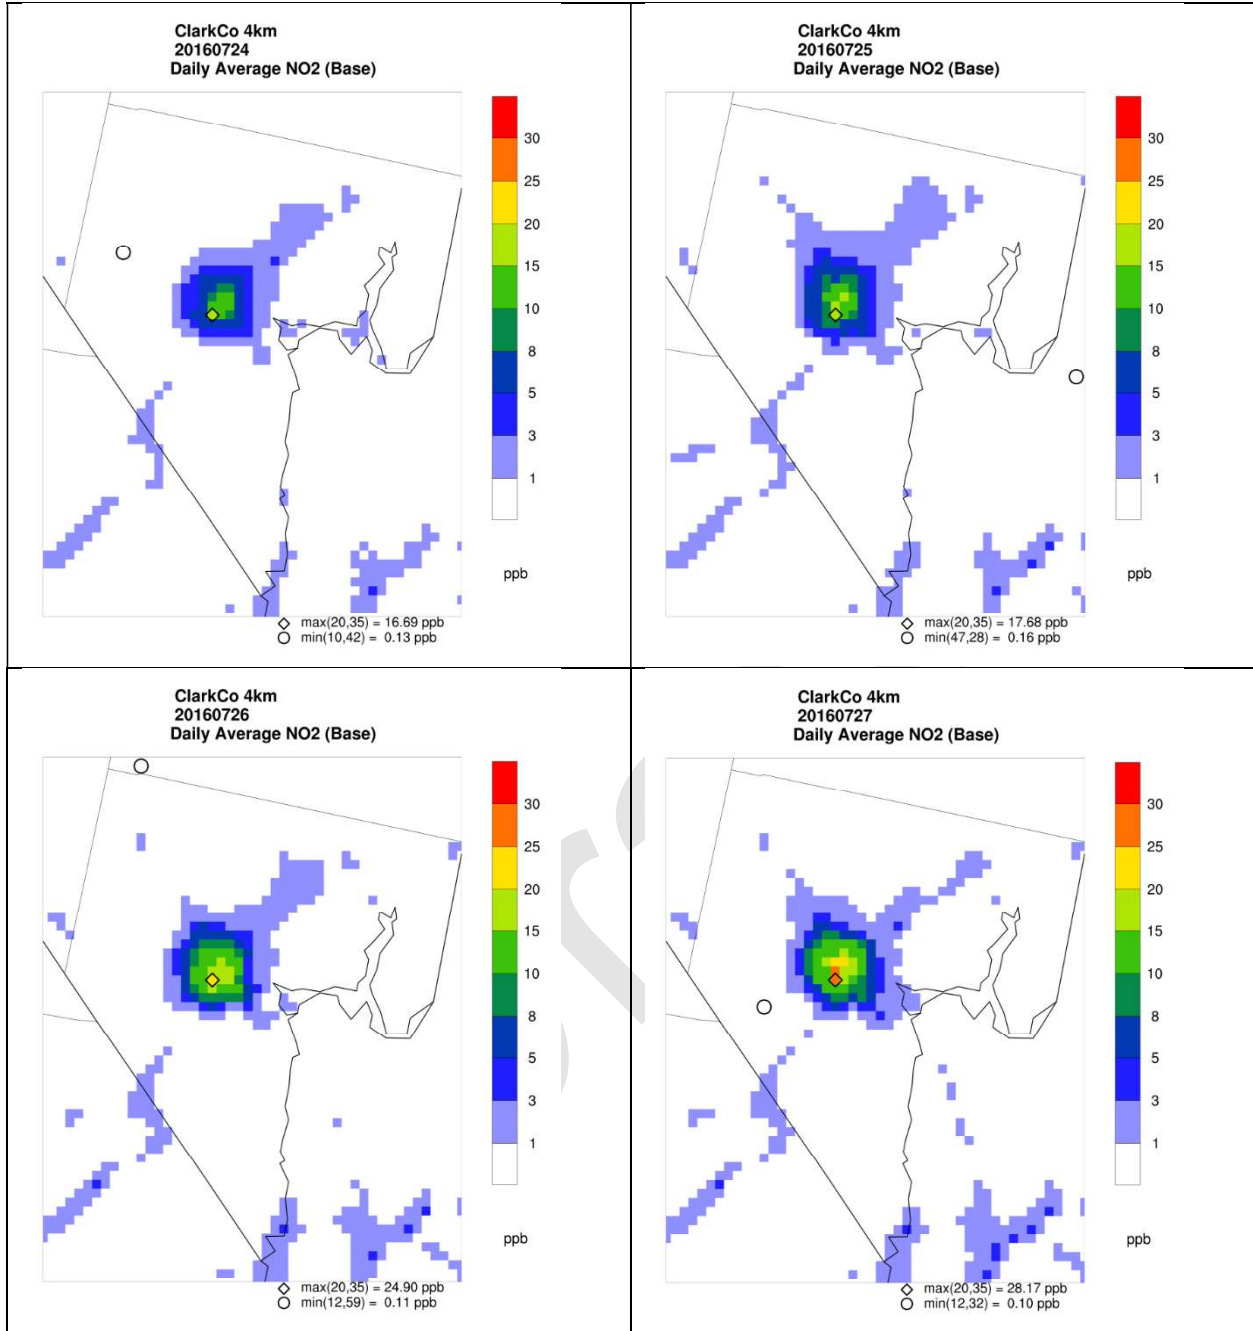 ClarkCo 4km
20160724
Daily Average NO2 (Base)
30
25
20
15
10
8
5
3
1
ppb
max(20,35) = 16.69 ppb
min(10,42) = 0.13 ppb
ClarkCo 4km
20160725
Daily Average NO2 (Base)
30
25
20
15
10
8
5
3
1
ppb
max(20,35) = 17.68 ppb
min(47,28) = 0.16 ppb
ClarkCo 4km
20160726
Daily Average NO2 (Base)
30
25
20
15
10
8
5
3
1
ppb
max(20,35) = 24.90 ppb
min(12,59) = 0.11 ppb
ClarkCo 4km
20160727
Daily Average NO2 (Base)
30
25
20
15
10
8
5
3
1
ppb
max(20,35) = 28.17 ppb
min(12,32) = 0.10 ppb